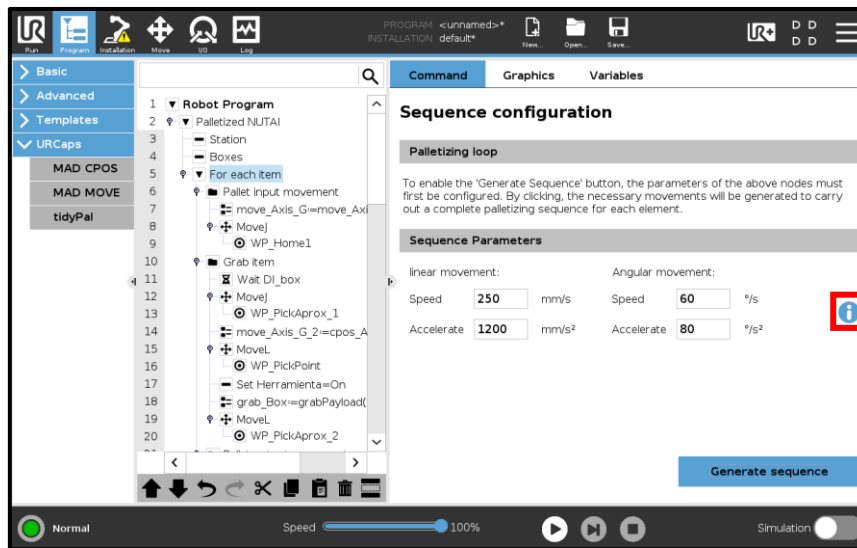 PROGRAM <unnamed>*
INSTALLATION default*
Run
Program
Installation
Move
I/O
Log
New...
Open...
Save...
UR+
D D
D D
Basic
Advanced
Templates
URCaps
MAD CPOS
MAD MOVE
tidyPal
1 Robot Program
2 Palletized NUTAI
3 Station
4 Boxes
5 For each item
6 Pallet input movement
7 move_Axis_G:=move_Axi
8 MoveJ
9 WP_Home1
10 Grab item
11 Wait DI_box
12 MoveJ
13 WP_PickAprox_1
14 move_Axis_G_2:=cpos_A
15 MoveL
16 WP_PickPoint
17 Set Herramienta=On
18 grab_Box:=grabPayload(
19 MoveL
20 WP_PickAprox_2
Command
Graphics
Variables
Sequence configuration
Palletizing loop
To enable the 'Generate Sequence' button, the parameters of the above nodes must
first be configured. By clicking, the necessary movements will be generated to carry
out a complete palletizing sequence for each element.
Sequence Parameters
linear movement: Angular movement:
Speed 250 mm/s Speed 60 °/s
Accelerate 1200 mm/s² Accelerate 80 °/s²
Generate sequence
Normal
Speed 100%
Simulation